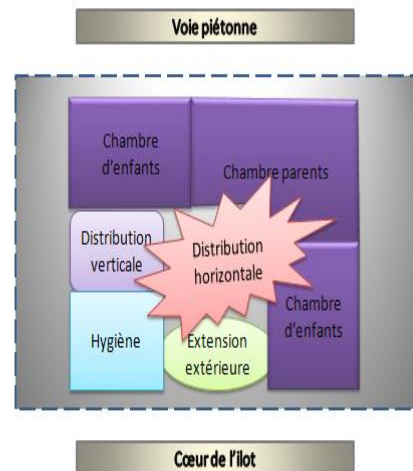 Voie piétonne
Chambre
d'enfants
Chambre parents
Distribution
verticale
Distribution
horizontale
Hygiène
Extension
extérieure
Chambre
d'enfants
Cœur de l'ilot